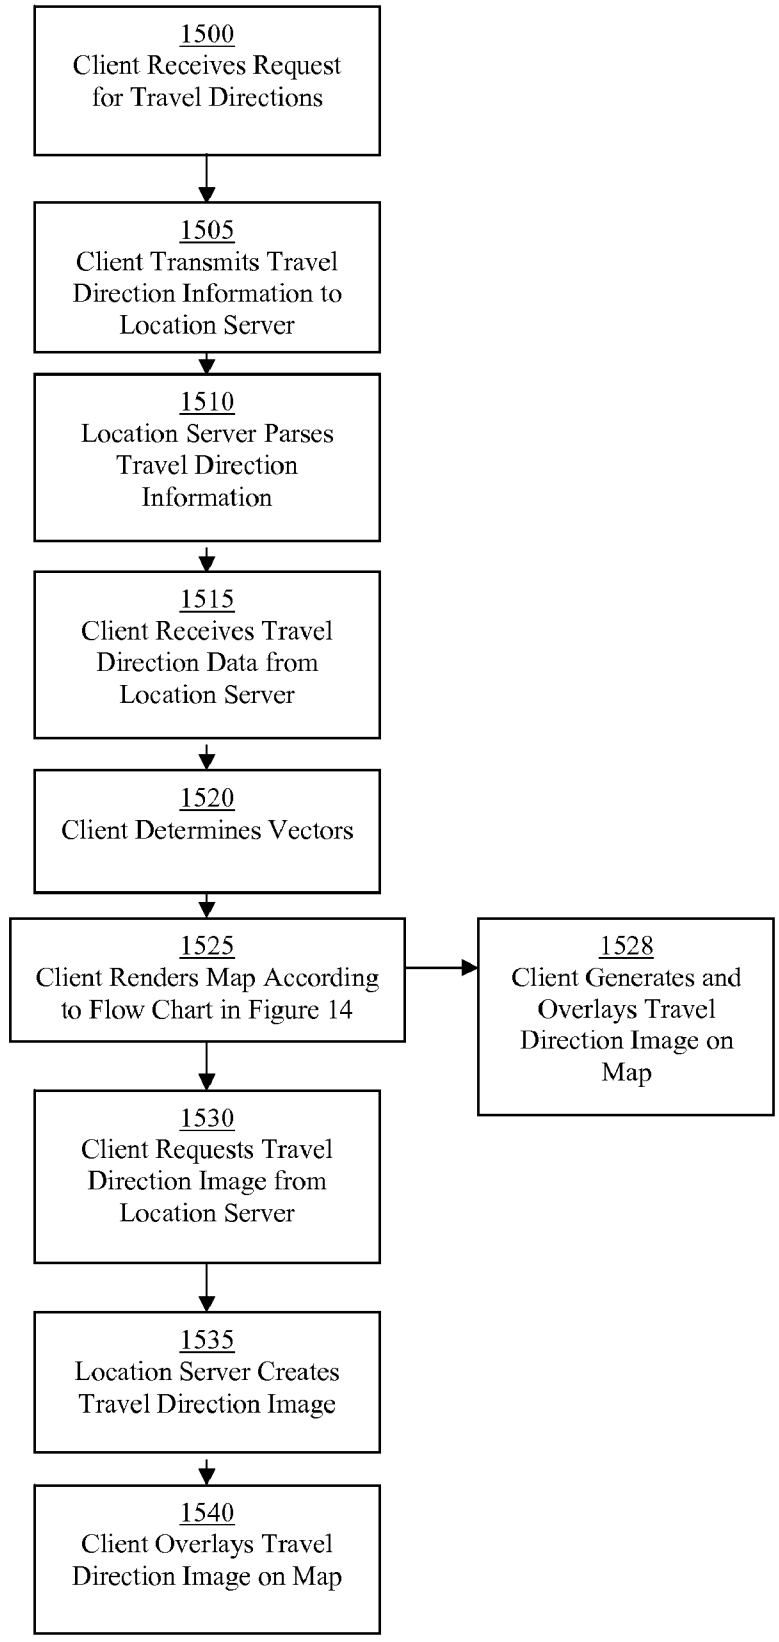 1500
Client Receives Request
for Travel Directions
1505
Client Transmits Travel
Direction Information to
Location Server
1510
Location Server Parses
Travel Direction
Information
1515
Client Receives Travel
Direction Data from
Location Server
1520
Client Determines Vectors
1525
Client Renders Map According
to Flow Chart in Figure 14
1528
Client Generates and
Overlays Travel
Direction Image on
Map
1530
Client Requests Travel
Direction Image from
Location Server
1535
Location Server Creates
Travel Direction Image
1540
Client Overlays Travel
Direction Image on Map